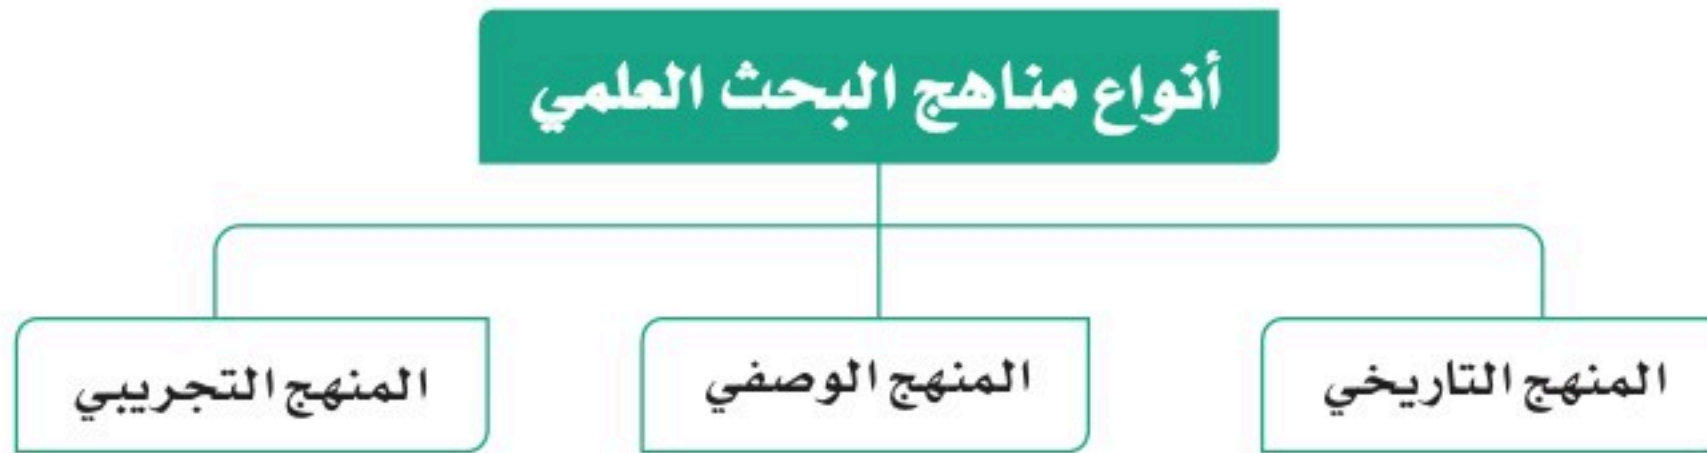 أنواع مناهج البحث العلمي
المنهج التاريخي
المنهج الوصفي
المنهج التجريبي